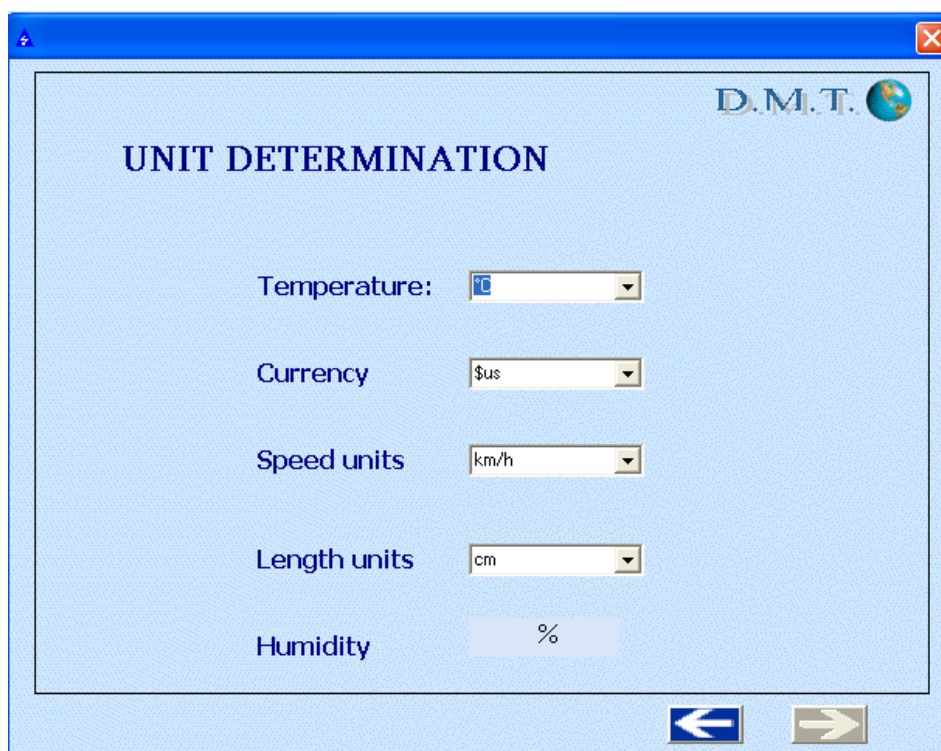 D.M.T.
UNIT DETERMINATION
Temperature: °C
Currency $us
Speed units km/h
Length units cm
Humidity %